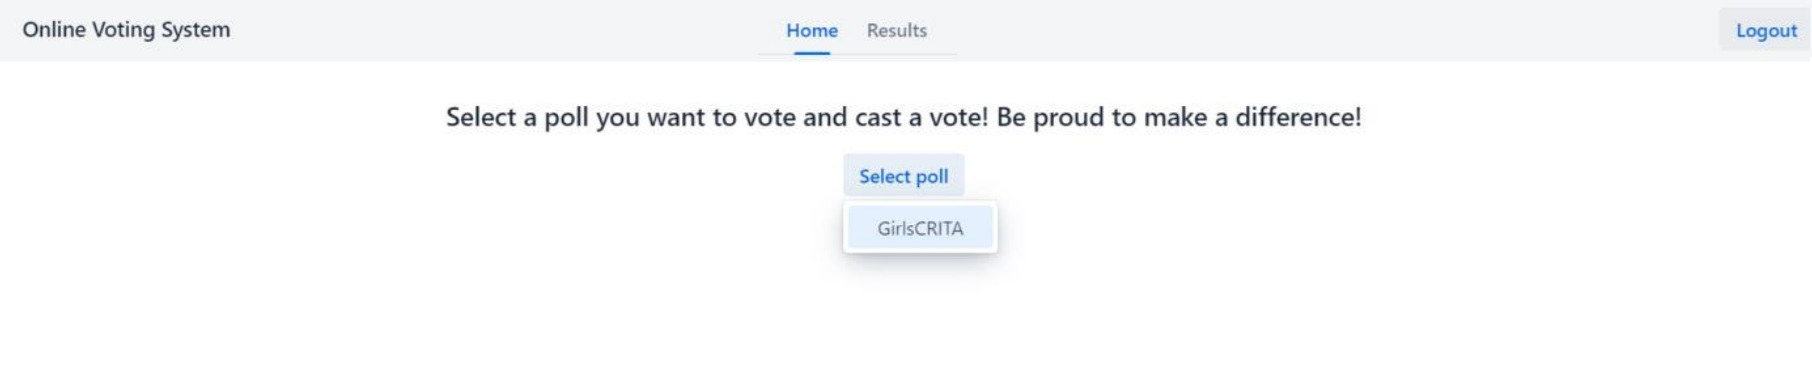 Online Voting System
Home Results
Logout
Select a poll you want to vote and cast a vote! Be proud to make a difference!
Select poll
GirlsCRITA